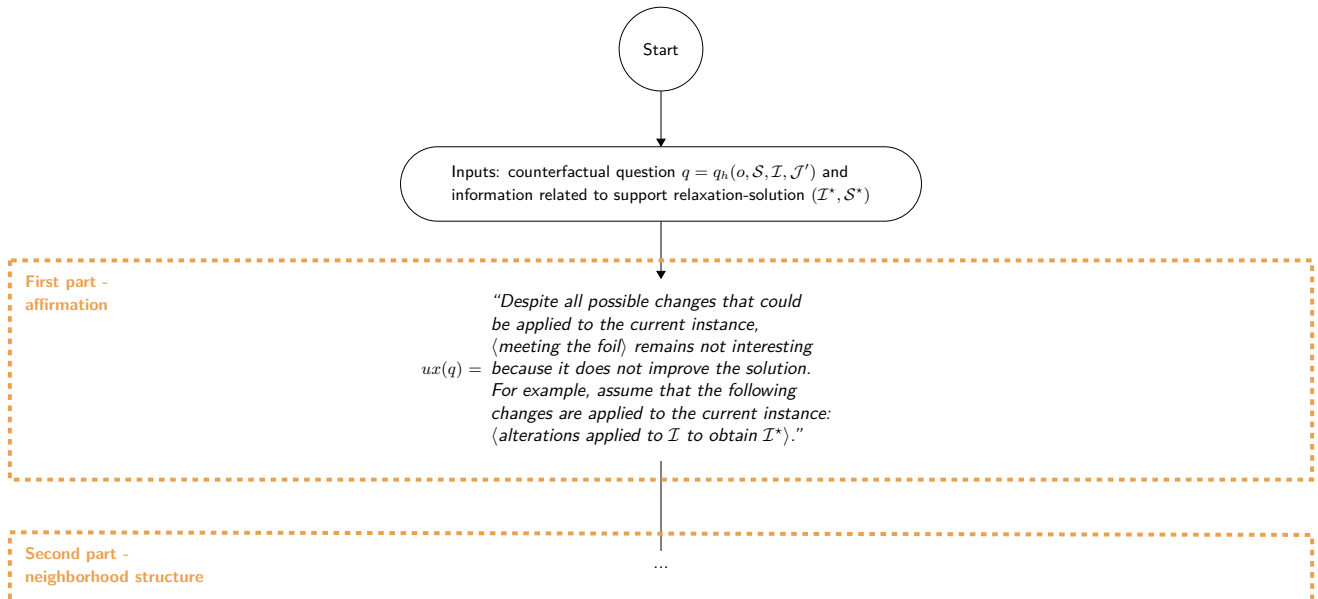 Start
Inputs: counterfactual question q = q_h(o, 𝒮, ℐ, 𝒥′) and
information related to support relaxation-solution (ℐ⋆, 𝒮⋆)
First part -
affirmation
“Despite all possible changes that could
be applied to the current instance,
⟨meeting the foil⟩ remains not interesting
ux(q) = because it does not improve the solution.
For example, assume that the following
changes are applied to the current instance:
⟨alterations applied to ℐ to obtain ℐ⋆⟩.”
Second part -
neighborhood structure
...